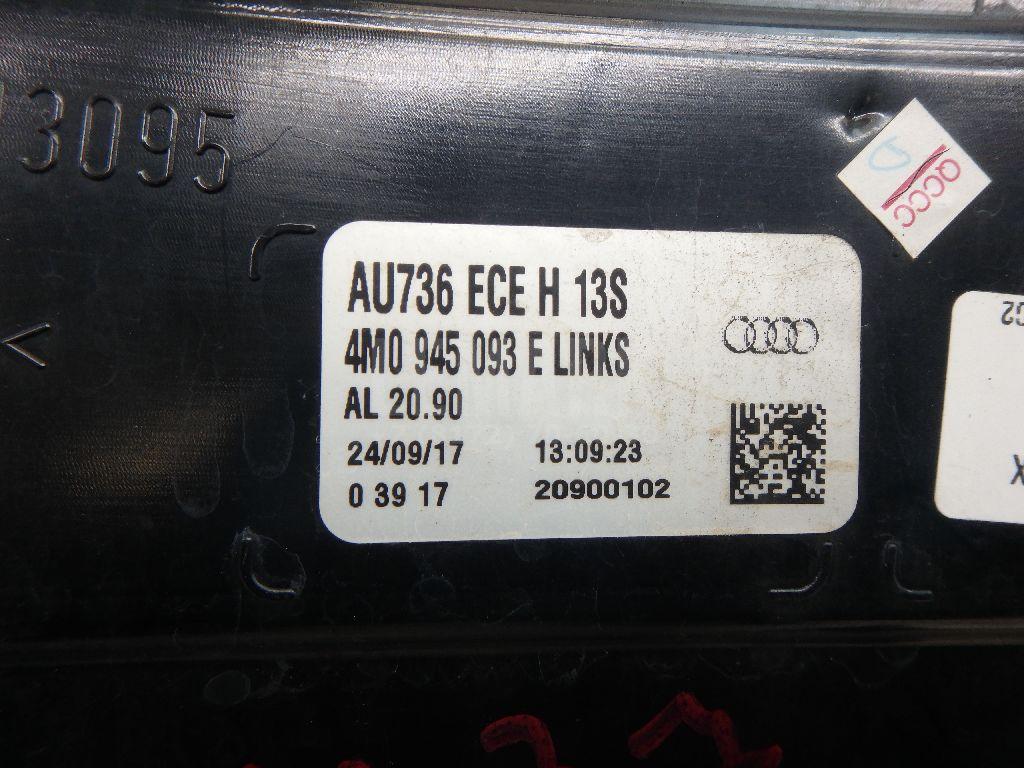 3095
QCCC
D
AU736 ECE H 13S
4M0 945 093 E LINKS
AL 20.90
24/09/17 13:09:23
0 39 17 20900102